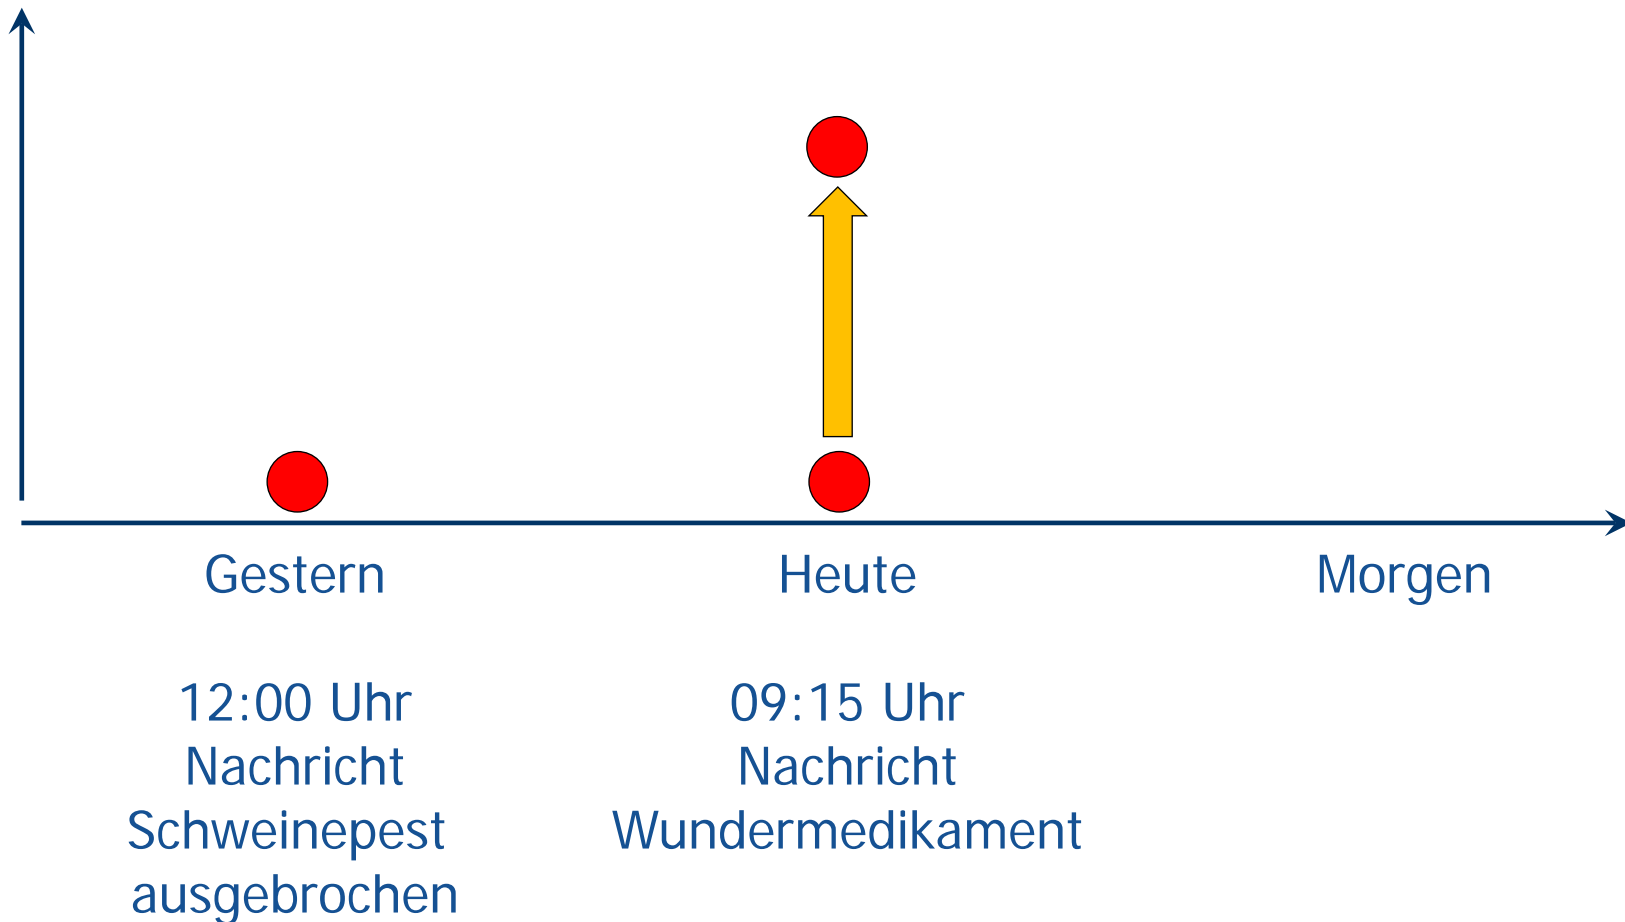 Gestern
Heute
Morgen
12:00 Uhr
Nachricht
Schweinepest
ausgebrochen
09:15 Uhr
Nachricht
Wundermedikament